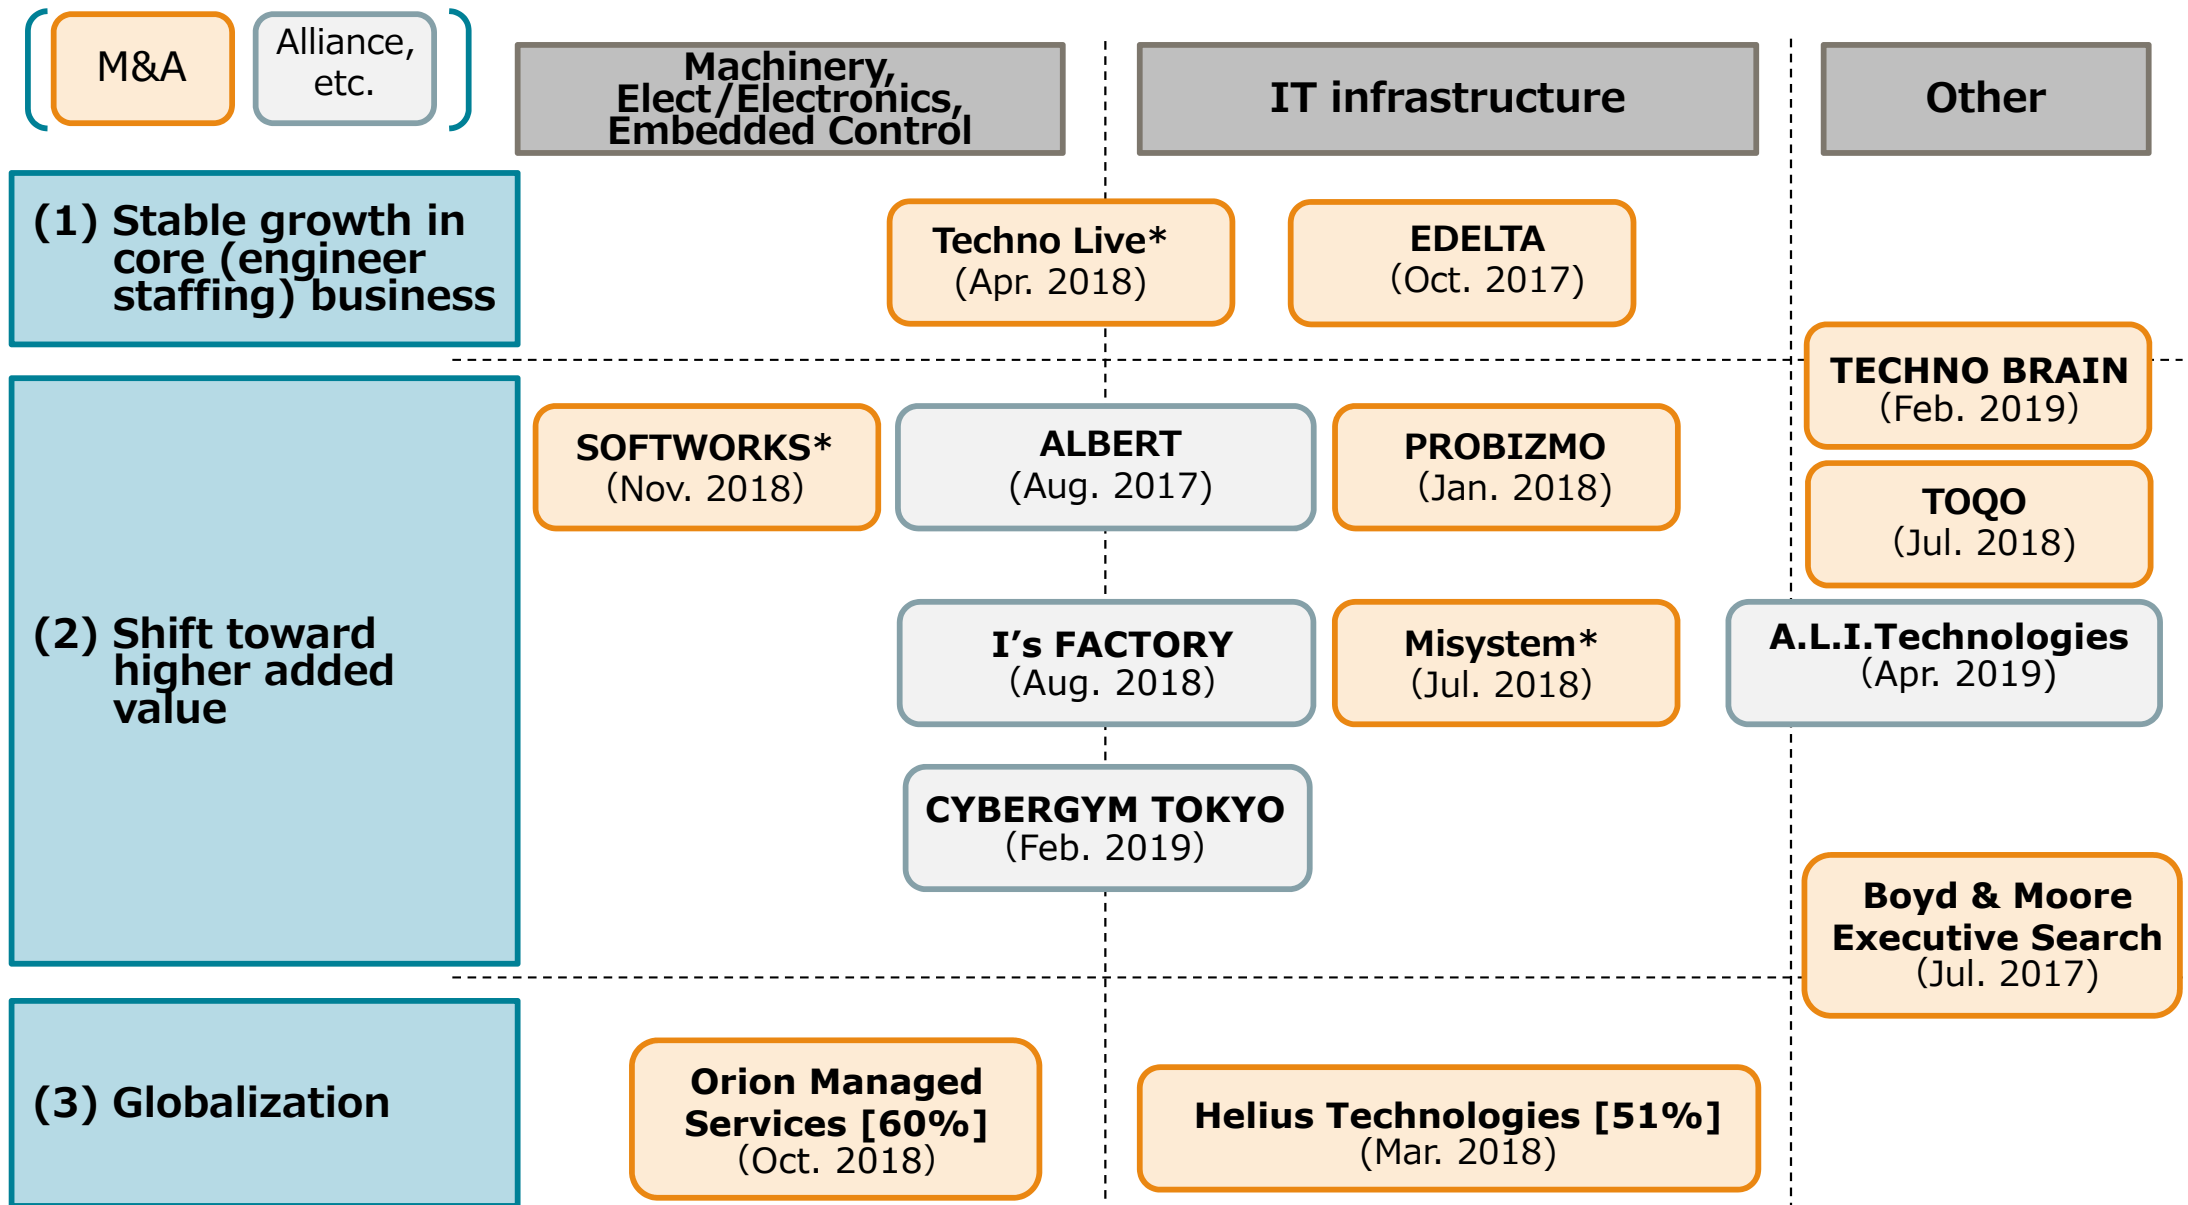 M&A
Alliance,
etc.
Machinery,
Elect/Electronics,
Embedded Control
IT infrastructure
Other
(1) Stable growth in
core (engineer
staffing) business
Techno Live*
(Apr. 2018)
EDELTA
(Oct. 2017)
TECHNO BRAIN
(Feb. 2019)
(2) Shift toward
higher added
value
SOFTWORKS*
(Nov. 2018)
ALBERT
(Aug. 2017)
PROBIZMO
(Jan. 2018)
TOQO
(Jul. 2018)
I’s FACTORY
(Aug. 2018)
Misystem*
(Jul. 2018)
A.L.I.Technologies
(Apr. 2019)
CYBERGYM TOKYO
(Feb. 2019)
Boyd & Moore
Executive Search
(Jul. 2017)
(3) Globalization
Orion Managed
Services [60%]
(Oct. 2018)
Helius Technologies [51%]
(Mar. 2018)